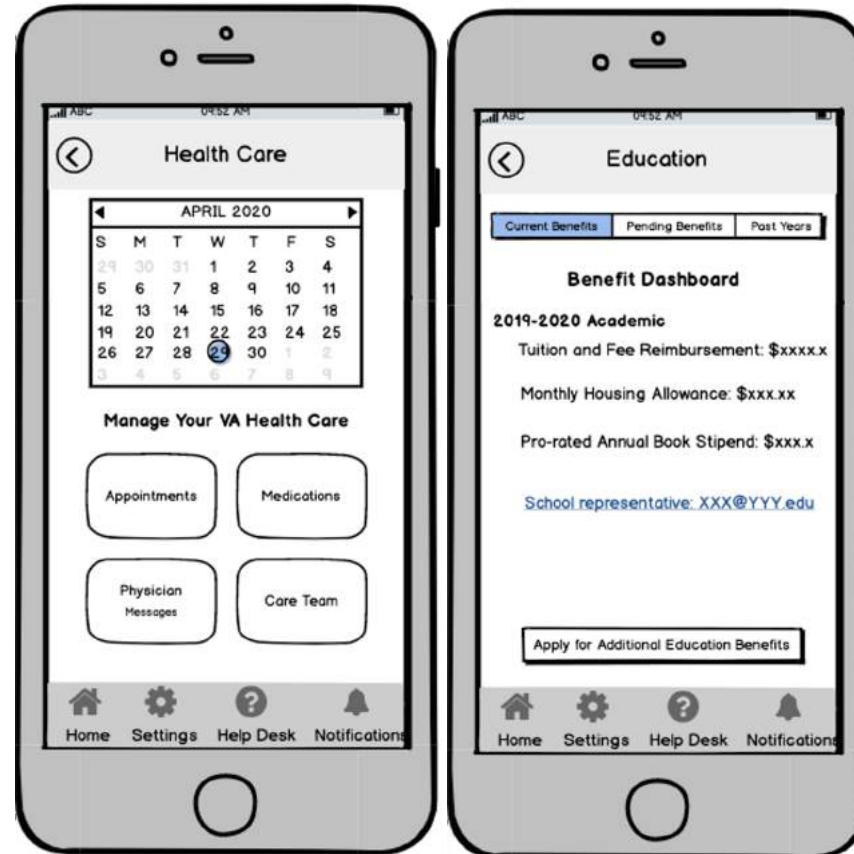 ABC 09:52 AM
Health Care
APRIL 2020
S M T W T F S
29 30 31 1 2 3 4
5 6 7 8 9 10 11
12 13 14 15 16 17 18
19 20 21 22 23 24 25
26 27 28 29 30 1 2
3 4 5 6 7 8 9
Manage Your VA Health Care
Appointments Medications
Physician
Messages
Care Team
Home Settings Help Desk Notifications
ABC 09:52 AM
Education
Current Benefits Pending Benefits Past Years
Benefit Dashboard
2019-2020 Academic
Tuition and Fee Reimbursement: $xxxx.x
Monthly Housing Allowance: $xxx.xx
Pro-rated Annual Book Stipend: $xxx.x
School representative: XXX@YYY.edu
Apply for Additional Education Benefits
Home Settings Help Desk Notifications